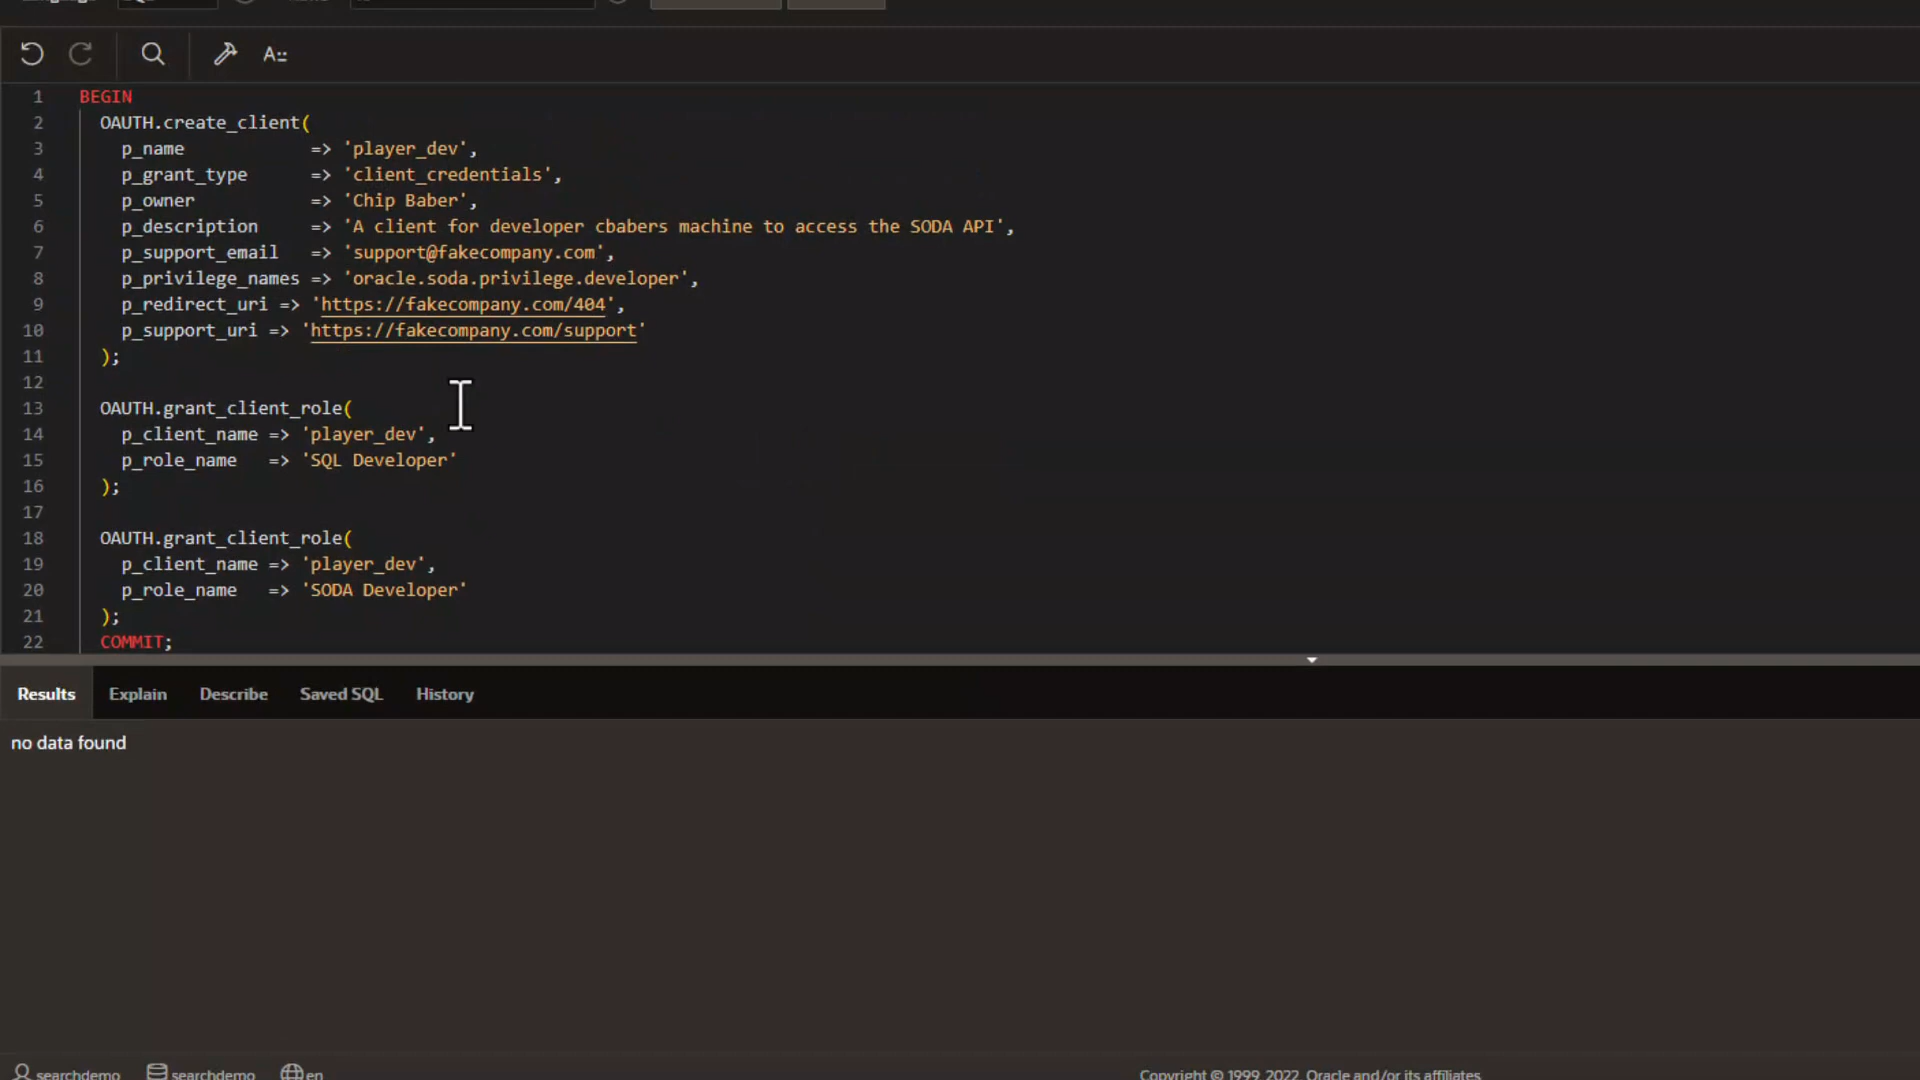 1 BEGIN
2 OAUTH.create_client(
3 p_name => 'player_dev',
4 p_grant_type => 'client_credentials',
5 p_owner => 'Chip Baber',
6 p_description => 'A client for developer cbabers machine to access the SODA API',
7 p_support_email => 'support@fakecompany.com',
8 p_privilege_names => 'oracle.soda.privilege.developer',
9 p_redirect_uri => 'https://fakecompany.com/404',
10 p_support_uri => 'https://fakecompany.com/support'
11 );
12
13 OAUTH.grant_client_role(
14 p_client_name => 'player_dev',
15 p_role_name => 'SQL Developer'
16 );
17
18 OAUTH.grant_client_role(
19 p_client_name => 'player_dev',
20 p_role_name => 'SODA Developer'
21 );
22 COMMIT;
Results Explain Describe Saved SQL History
no data found
searchdemo searchdemo en Copyright © 1999, 2022, Oracle and/or its affiliates.